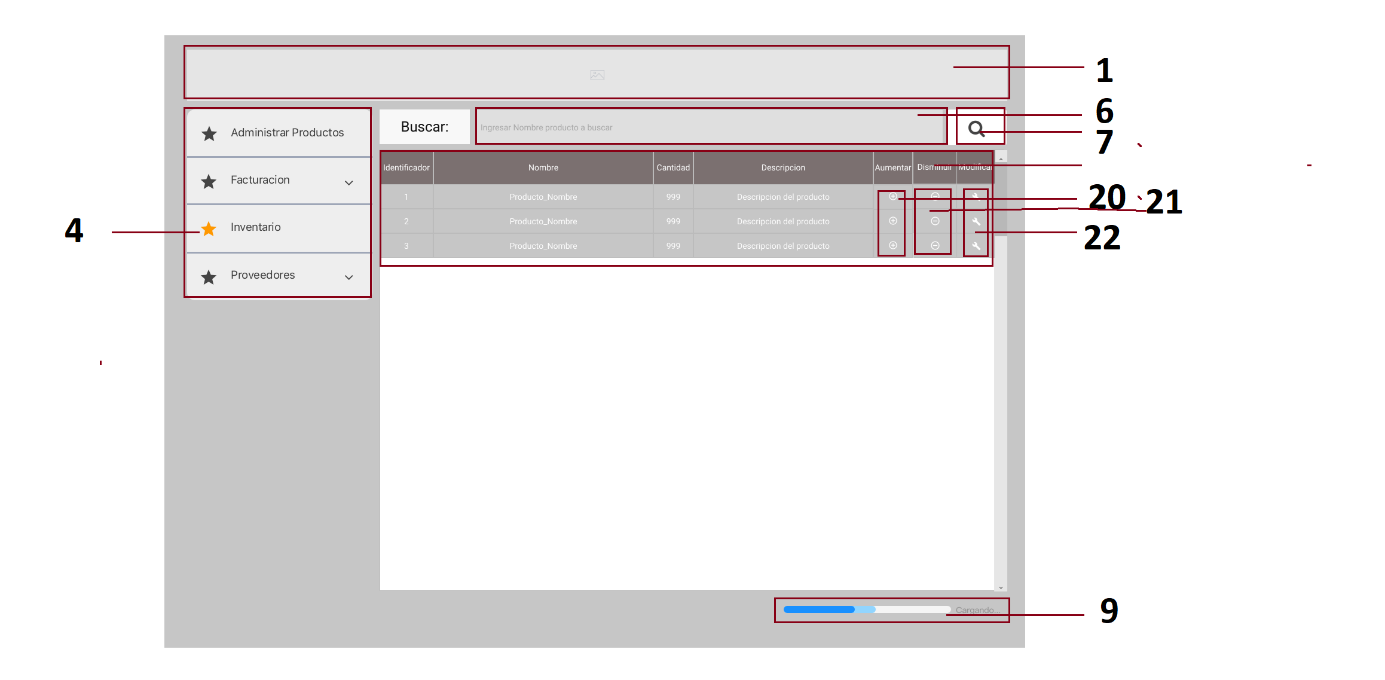 1
6
7
Buscar:
Ingresar Nombre producto a buscar
Administrar Productos
Facturacion
Inventario
Proveedores
4
Identificador Nombre Cantidad Descripcion Aumentar Disminuir Modificar
1 Producto_Nombre 999 Descripcion del producto
2 Producto_Nombre 999 Descripcion del producto
3 Producto_Nombre 999 Descripcion del producto
20
21
22
Cargando...
9